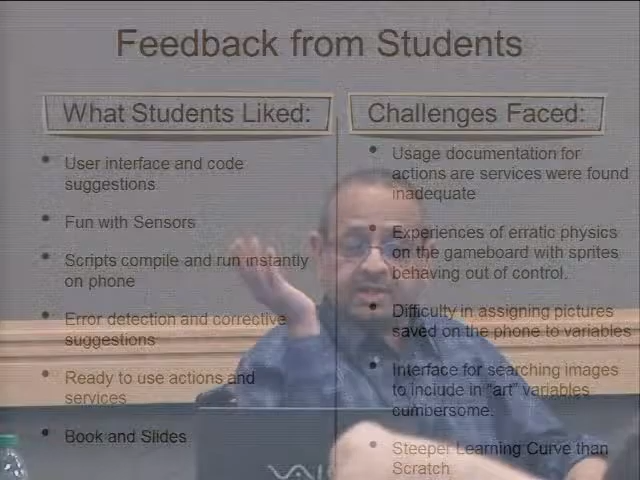 Feedback from Students
What Students Liked:
User interface and code
suggestions
Fun with Sensors
Scripts compile and run instantly
on phone
Error detection and corrective
suggestions
Ready to use actions and
services
Book and Slides
Challenges Faced:
Usage documentation for
actions are services were found
inadequate
Experiences of erratic physics
on the gameboard with sprites
behaving out of control.
Difficulty in assigning pictures
saved on the phone to variables
Interface for searching images
to include in "art" variables
cumbersome.
Steeper Learning Curve than
Scratch
VAIO